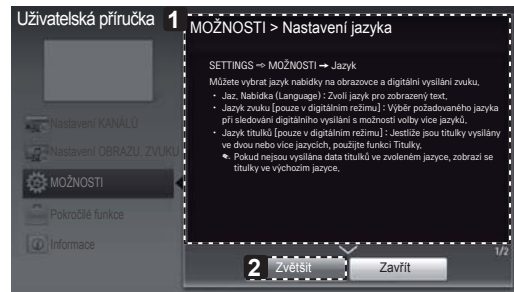 Uživatelská příručka
1
MOŽNOSTI > Nastavení jazyka
SETTINGS ➾ MOŽNOSTI ➞ Jazyk
Můžete vybrat jazyk nabídky na obrazovce a digitální vysílání zvuku.
• Jaz. Nabídka (Language) : Zvolí jazyk pro zobrazený text.
• Jazyk zvuku [pouze v digitálním režimu] : Výběr požadovaného jazyka
při sledování digitálního vysílání s možností volby více jazyků.
• Jazyk titulků [pouze v digitálním režimu] : Jestliže jsou titulky vysílány
ve dvou nebo více jazycích, použijte funkci Titulky.
✎ Pokud nejsou vysílána data titulků ve zvoleném jazyce, zobrazí se
titulky ve výchozím jazyce.
Nastavení KANÁLŮ
Nastavení OBRAZU, ZVUKU
MOŽNOSTI
Pokročilé funkce
Informace
1/2
2
Zvětšit
Zavřít